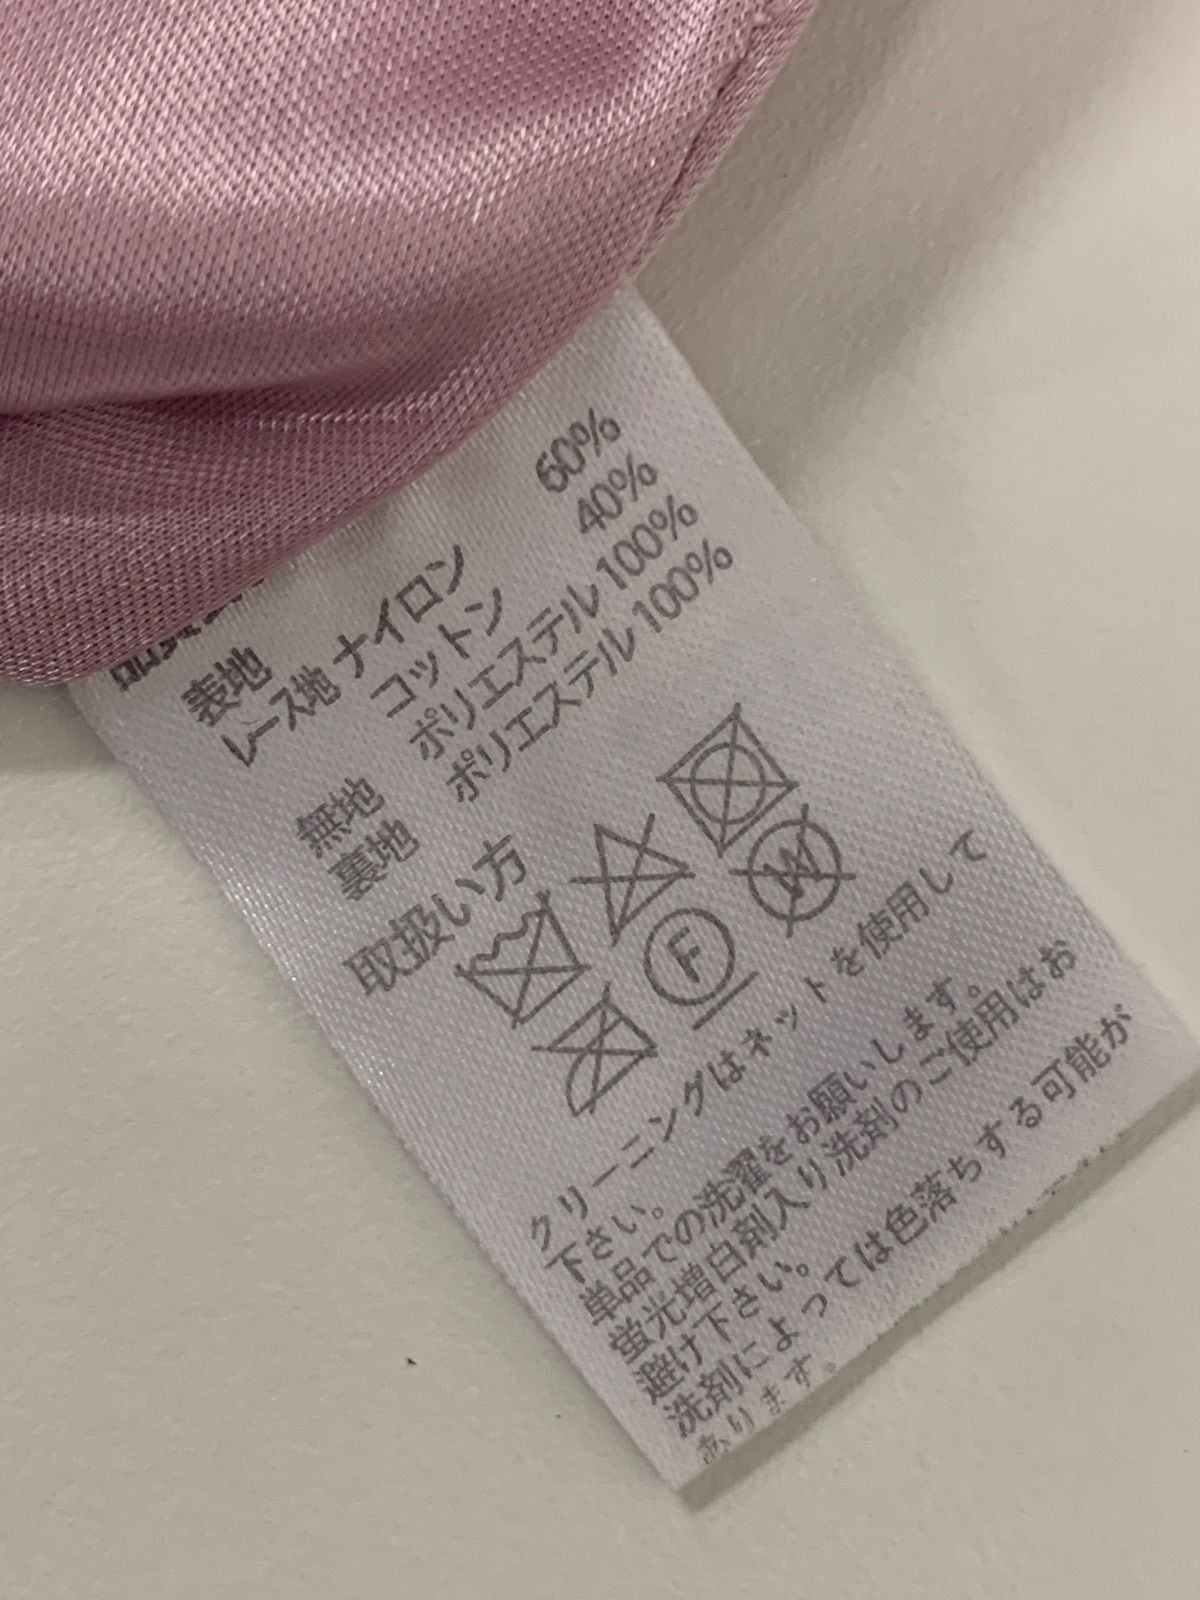 表地
レース地 ナイロン 60%
コットン 40%
無地 ポリエステル 100%
裏地 ポリエステル 100%
取扱い方
F
W
クリーニングはネットを使用して
下さい。
単品での洗濯をお願いします。
蛍光増白剤入り洗剤のご使用はお
避け下さい。
洗剤によっては色落ちする可能が
あります。